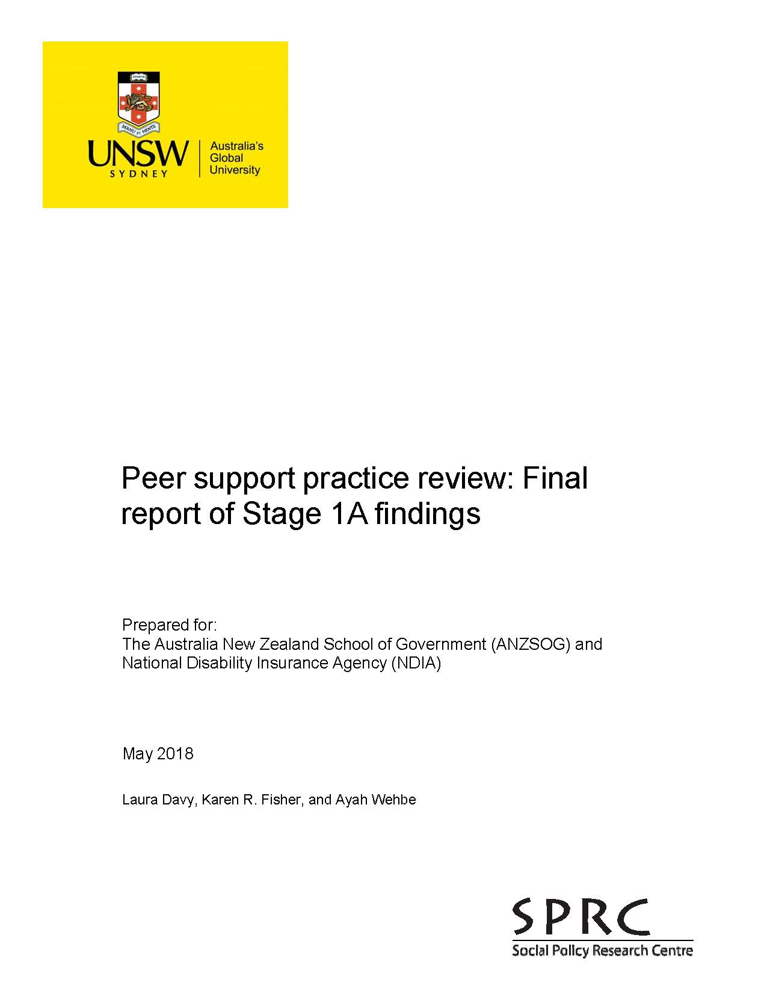 SCIENTIA
MANU ET MENTE
UNSW
SYDNEY
Australia's
Global
University
Peer support practice review: Final
report of Stage 1A findings
Prepared for:
The Australia New Zealand School of Government (ANZSOG) and
National Disability Insurance Agency (NDIA)
May 2018
Laura Davy, Karen R. Fisher, and Ayah Wehbe
SPRC
Social Policy Research Centre